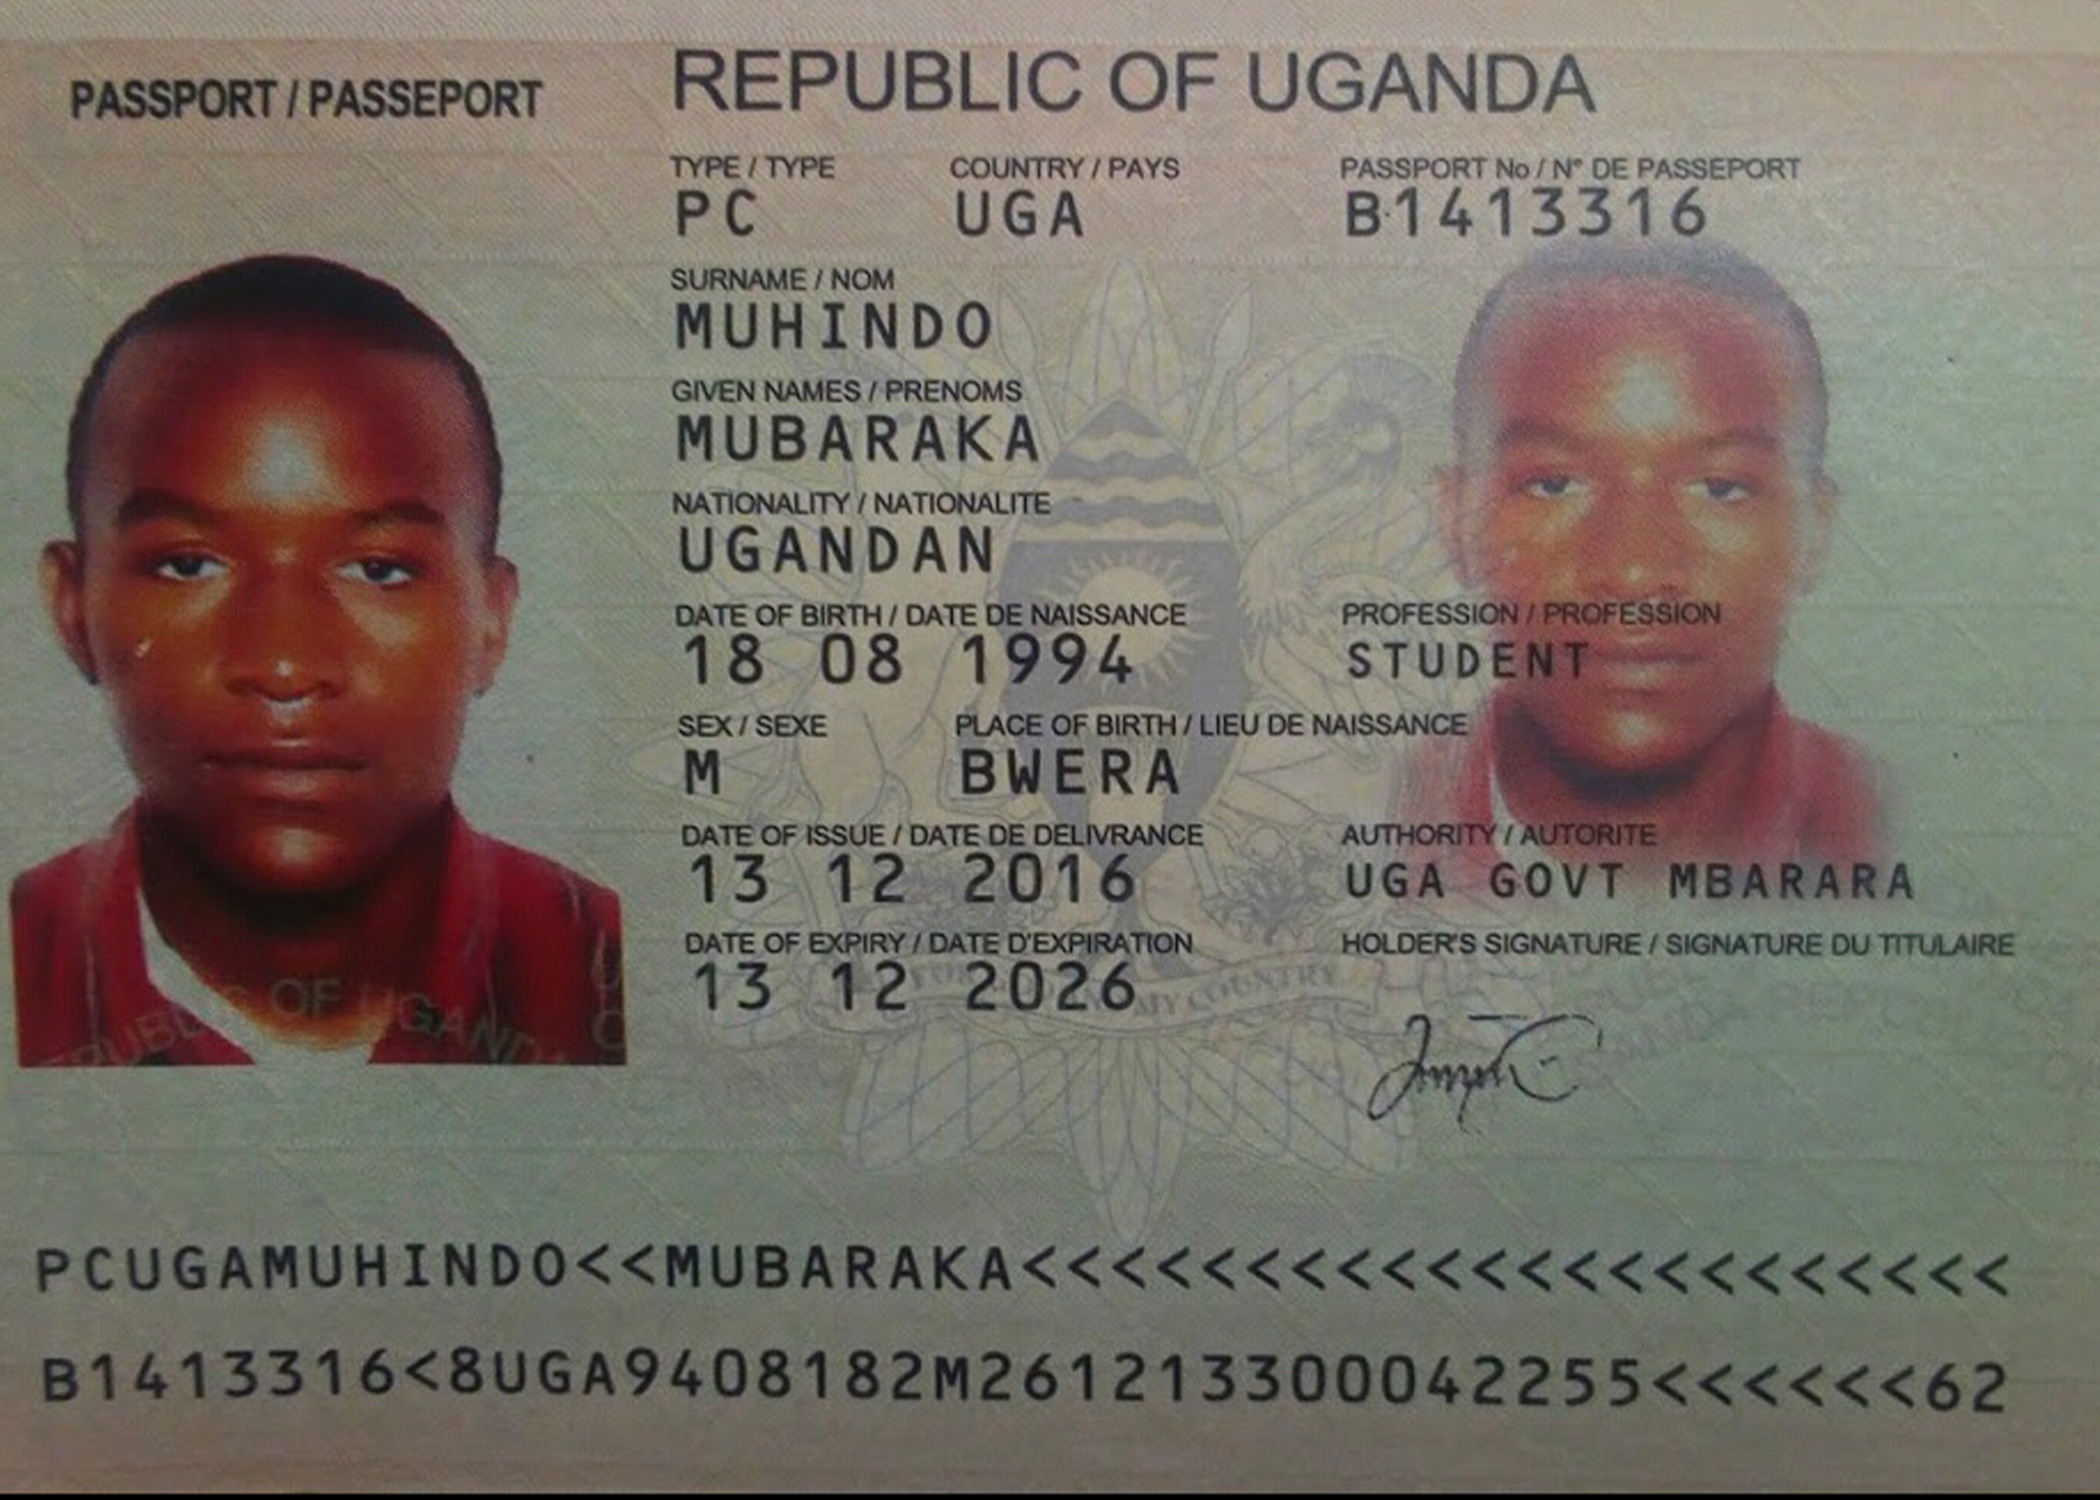 PASSPORT / PASSEPORT
REPUBLIC OF UGANDA
TYPE / TYPE COUNTRY / PAYS PASSPORT No / N° DE PASSEPORT
PC UGA B1413316
SURNAME / NOM
MUHINDO
GIVEN NAMES / PRENOMS
MUBARAKA
NATIONALITY / NATIONALITE
UGANDAN
DATE OF BIRTH / DATE DE NAISSANCE PROFESSION / PROFESSION
18 08 1994 STUDENT
SEX / SEXE PLACE OF BIRTH / LIEU DE NAISSANCE
M BWERA
DATE OF ISSUE / DATE DE DELIVRANCE AUTHORITY / AUTORITE
13 12 2016 UGA GOVT MBARARA
DATE OF EXPIRY / DATE D'EXPIRATION HOLDER'S SIGNATURE / SIGNATURE DU TITULAIRE
13 12 2026
OF UGANDA
MY COUNTRY
PCUGAMUHINDO<<MUBARAKA<<<<<<<<<<<<<<<<<<<<<<
B1413316<8UGA9408182M261213300042255<<<<<<62